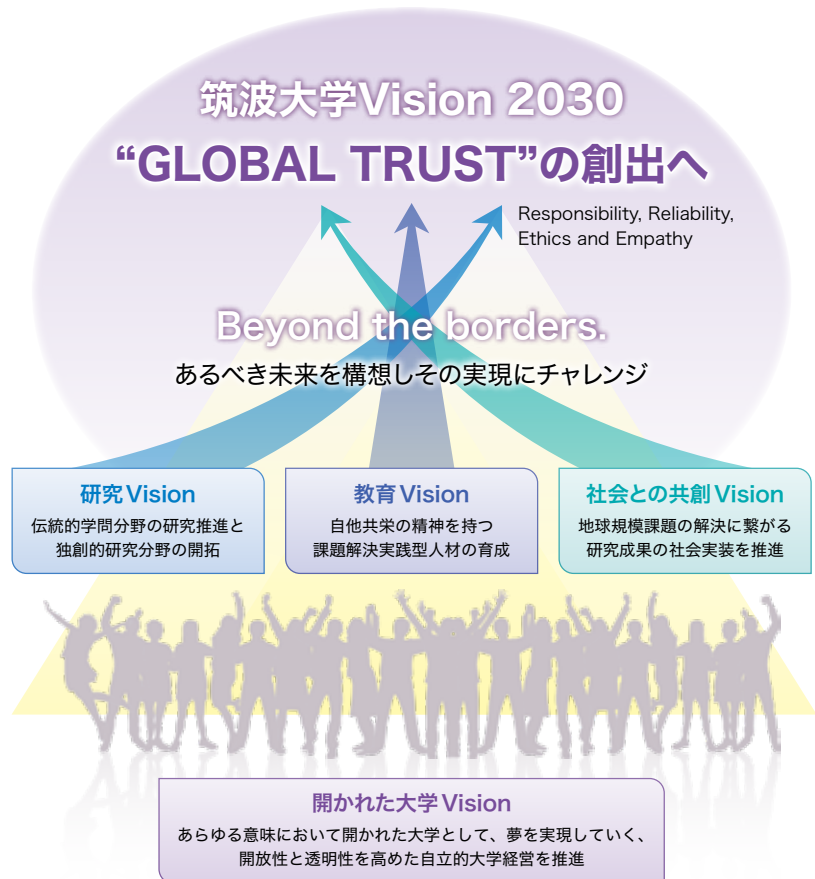 筑波大学Vision 2030
“GLOBAL TRUST”の創出へ
Responsibility, Reliability,
Ethics and Empathy
Beyond the borders.
あるべき未来を構想しその実現にチャレンジ
研究Vision
伝統的学問分野の研究推進と
独創的研究分野の開拓
教育Vision
自他共栄の精神を持つ
課題解決実践型人材の育成
社会との共創Vision
地球規模課題の解決に繋がる
研究成果の社会実装を推進
開かれた大学Vision
あらゆる意味において開かれた大学として、夢を実現していく、
開放性と透明性を高めた自立的大学経営を推進